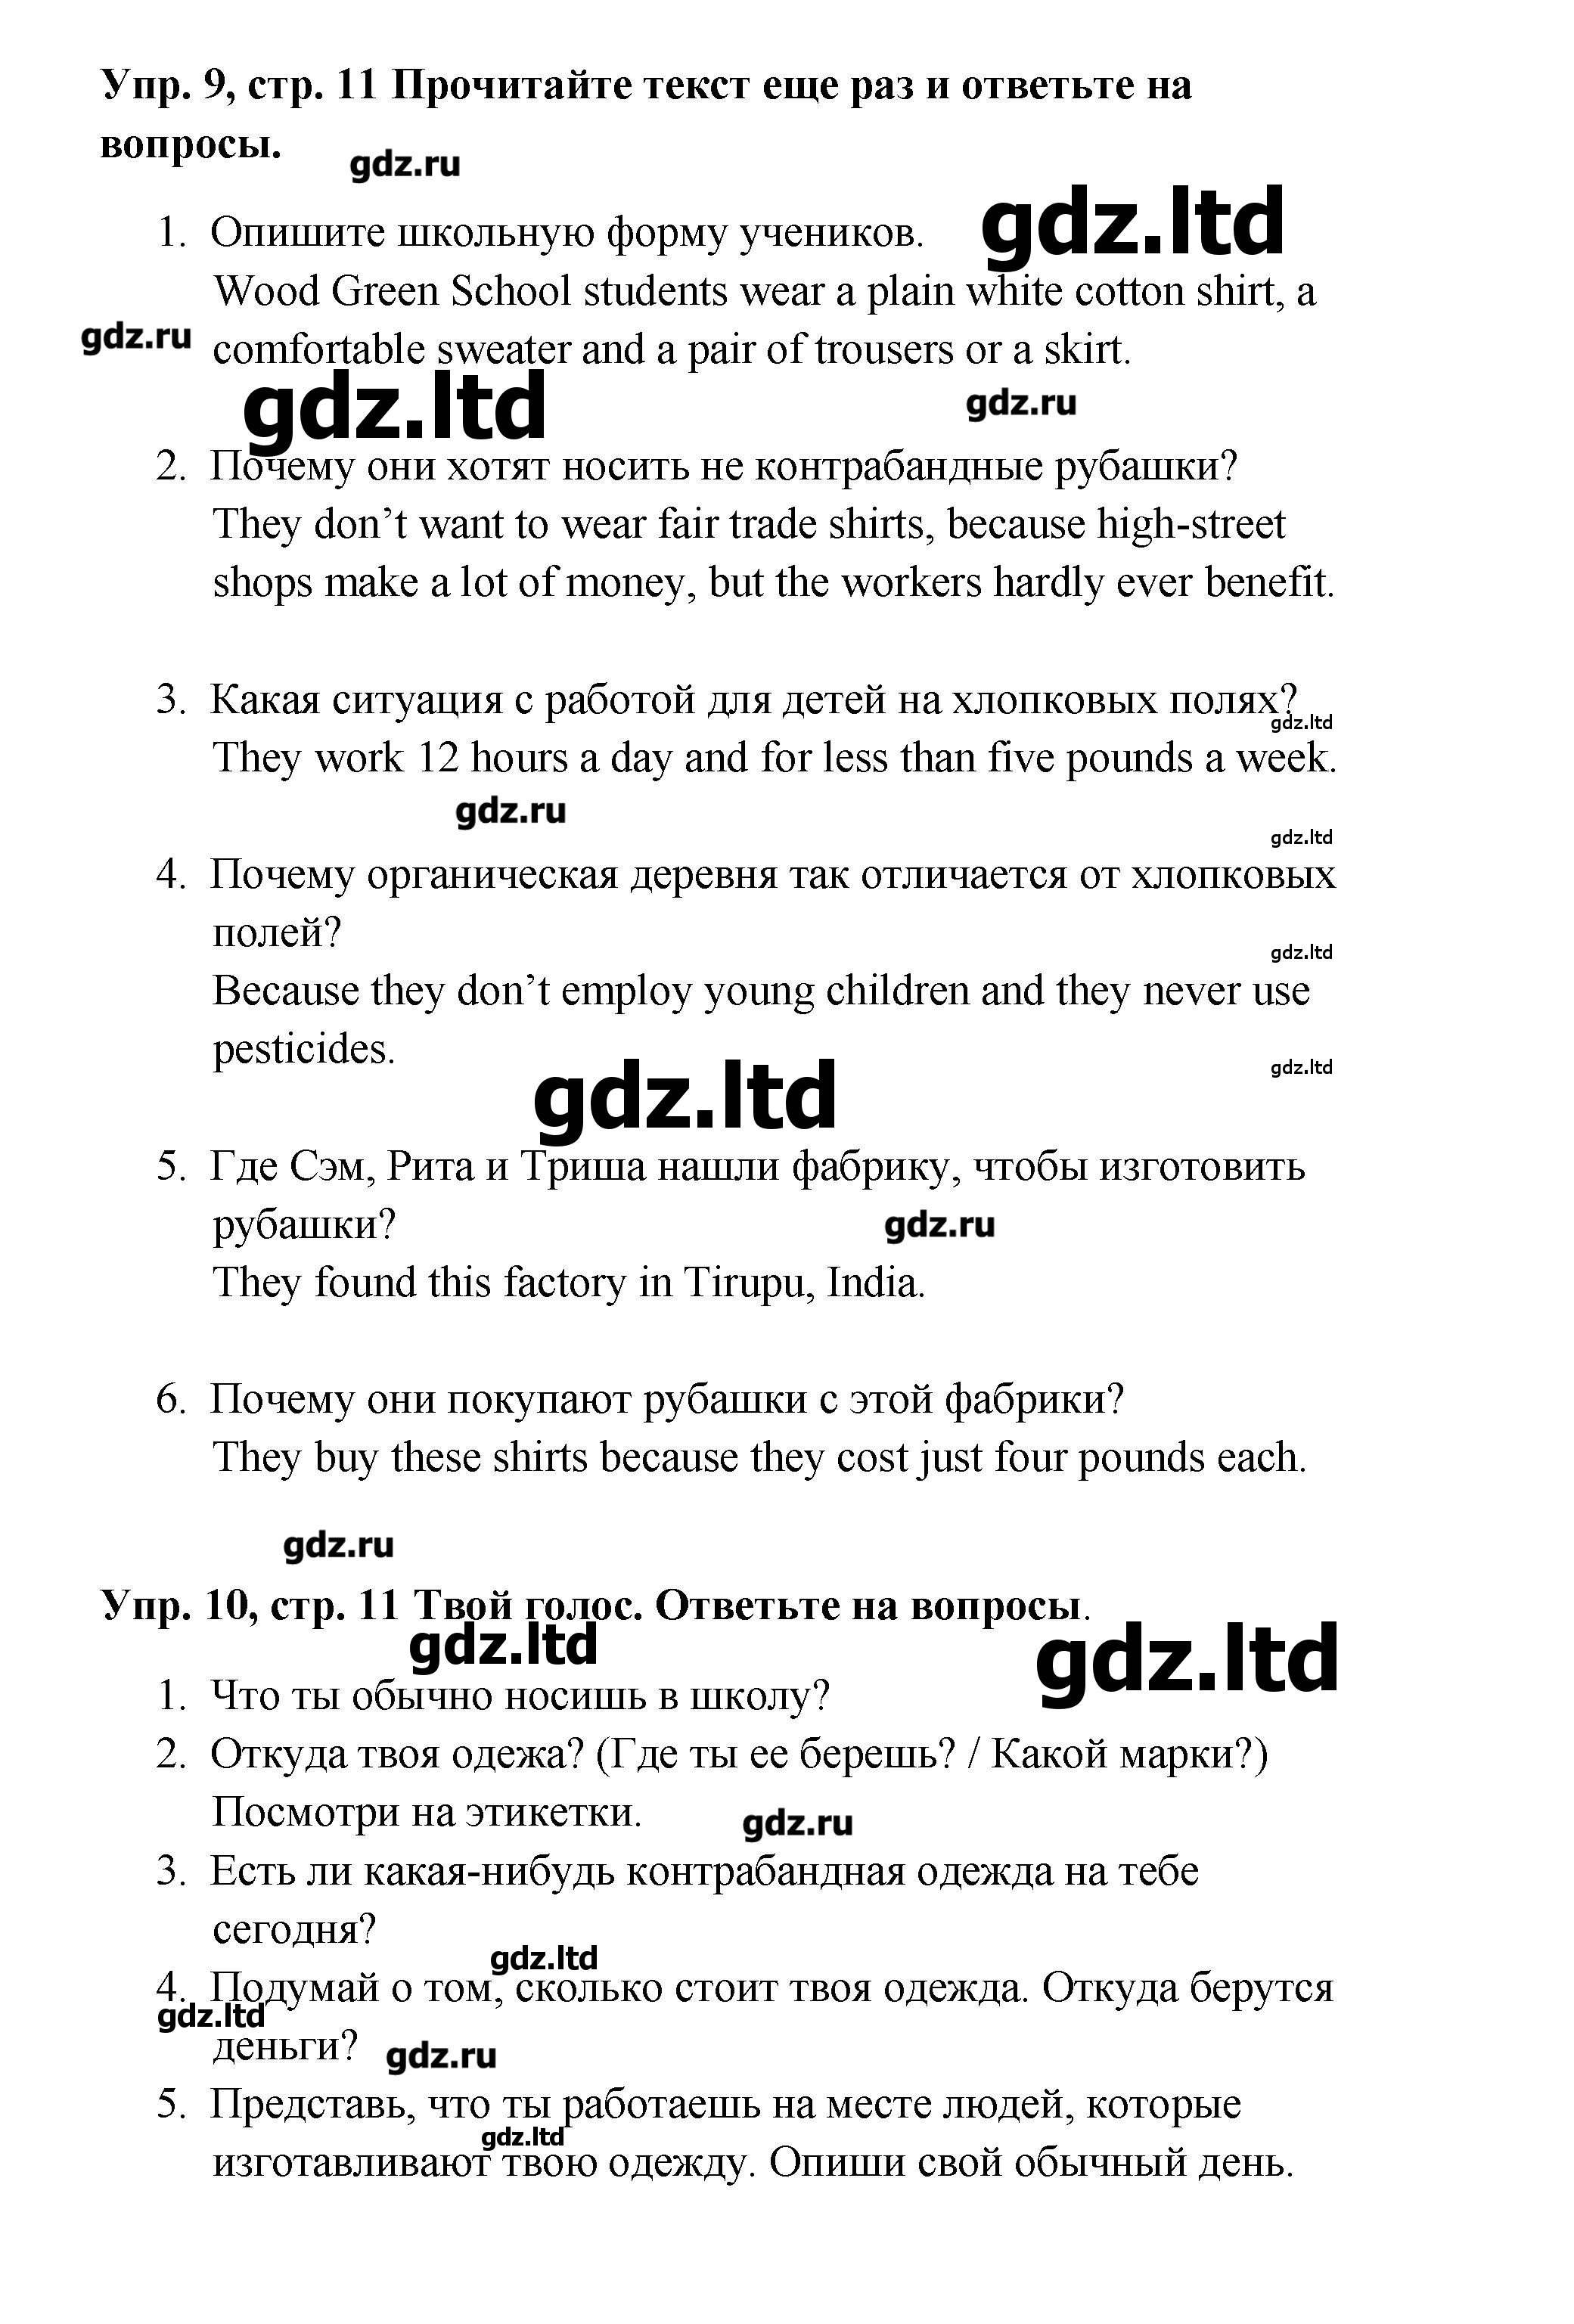 Упр. 9, стр. 11 Прочитайте текст еще раз и ответьте на
вопросы.
gdz.ru
1. Опишите школьную форму учеников.
gdz.ltd
Wood Green School students wear a plain white cotton shirt, a
gdz.ru
comfortable sweater and a pair of trousers or a skirt.
gdz.ltd
gdz.ru
2. Почему они хотят носить не контрабандные рубашки?
They don’t want to wear fair trade shirts, because high-street
shops make a lot of money, but the workers hardly ever benefit.
3. Какая ситуация с работой для детей на хлопковых полях?
gdz.ltd
They work 12 hours a day and for less than five pounds a week.
gdz.ru
gdz.ltd
4. Почему органическая деревня так отличается от хлопковых
полей?
gdz.ltd
Because they don’t employ young children and they never use
pesticides.
gdz.ltd
gdz.ltd
5. Где Сэм, Рита и Триша нашли фабрику, чтобы изготовить
рубашки?
gdz.ru
They found this factory in Tirupu, India.
6. Почему они покупают рубашки с этой фабрики?
They buy these shirts because they cost just four pounds each.
gdz.ru
Упр. 10, стр. 11 Твой голос. Ответьте на вопросы.
gdz.ltd
gdz.ltd
1. Что ты обычно носишь в школу?
2. Откуда твоя одежа? (Где ты ее берешь? / Какой марки?)
Посмотри на этикетки.
gdz.ru
3. Есть ли какая-нибудь контрабандная одежда на тебе
сегодня?
gdz.ltd
4. Подумай о том, сколько стоит твоя одежда. Откуда берутся
gdz.ltd
деньги?
gdz.ru
5. Представь, что ты работаешь на месте людей, которые
gdz.ltd
изготавливают твою одежду. Опиши свой обычный день.